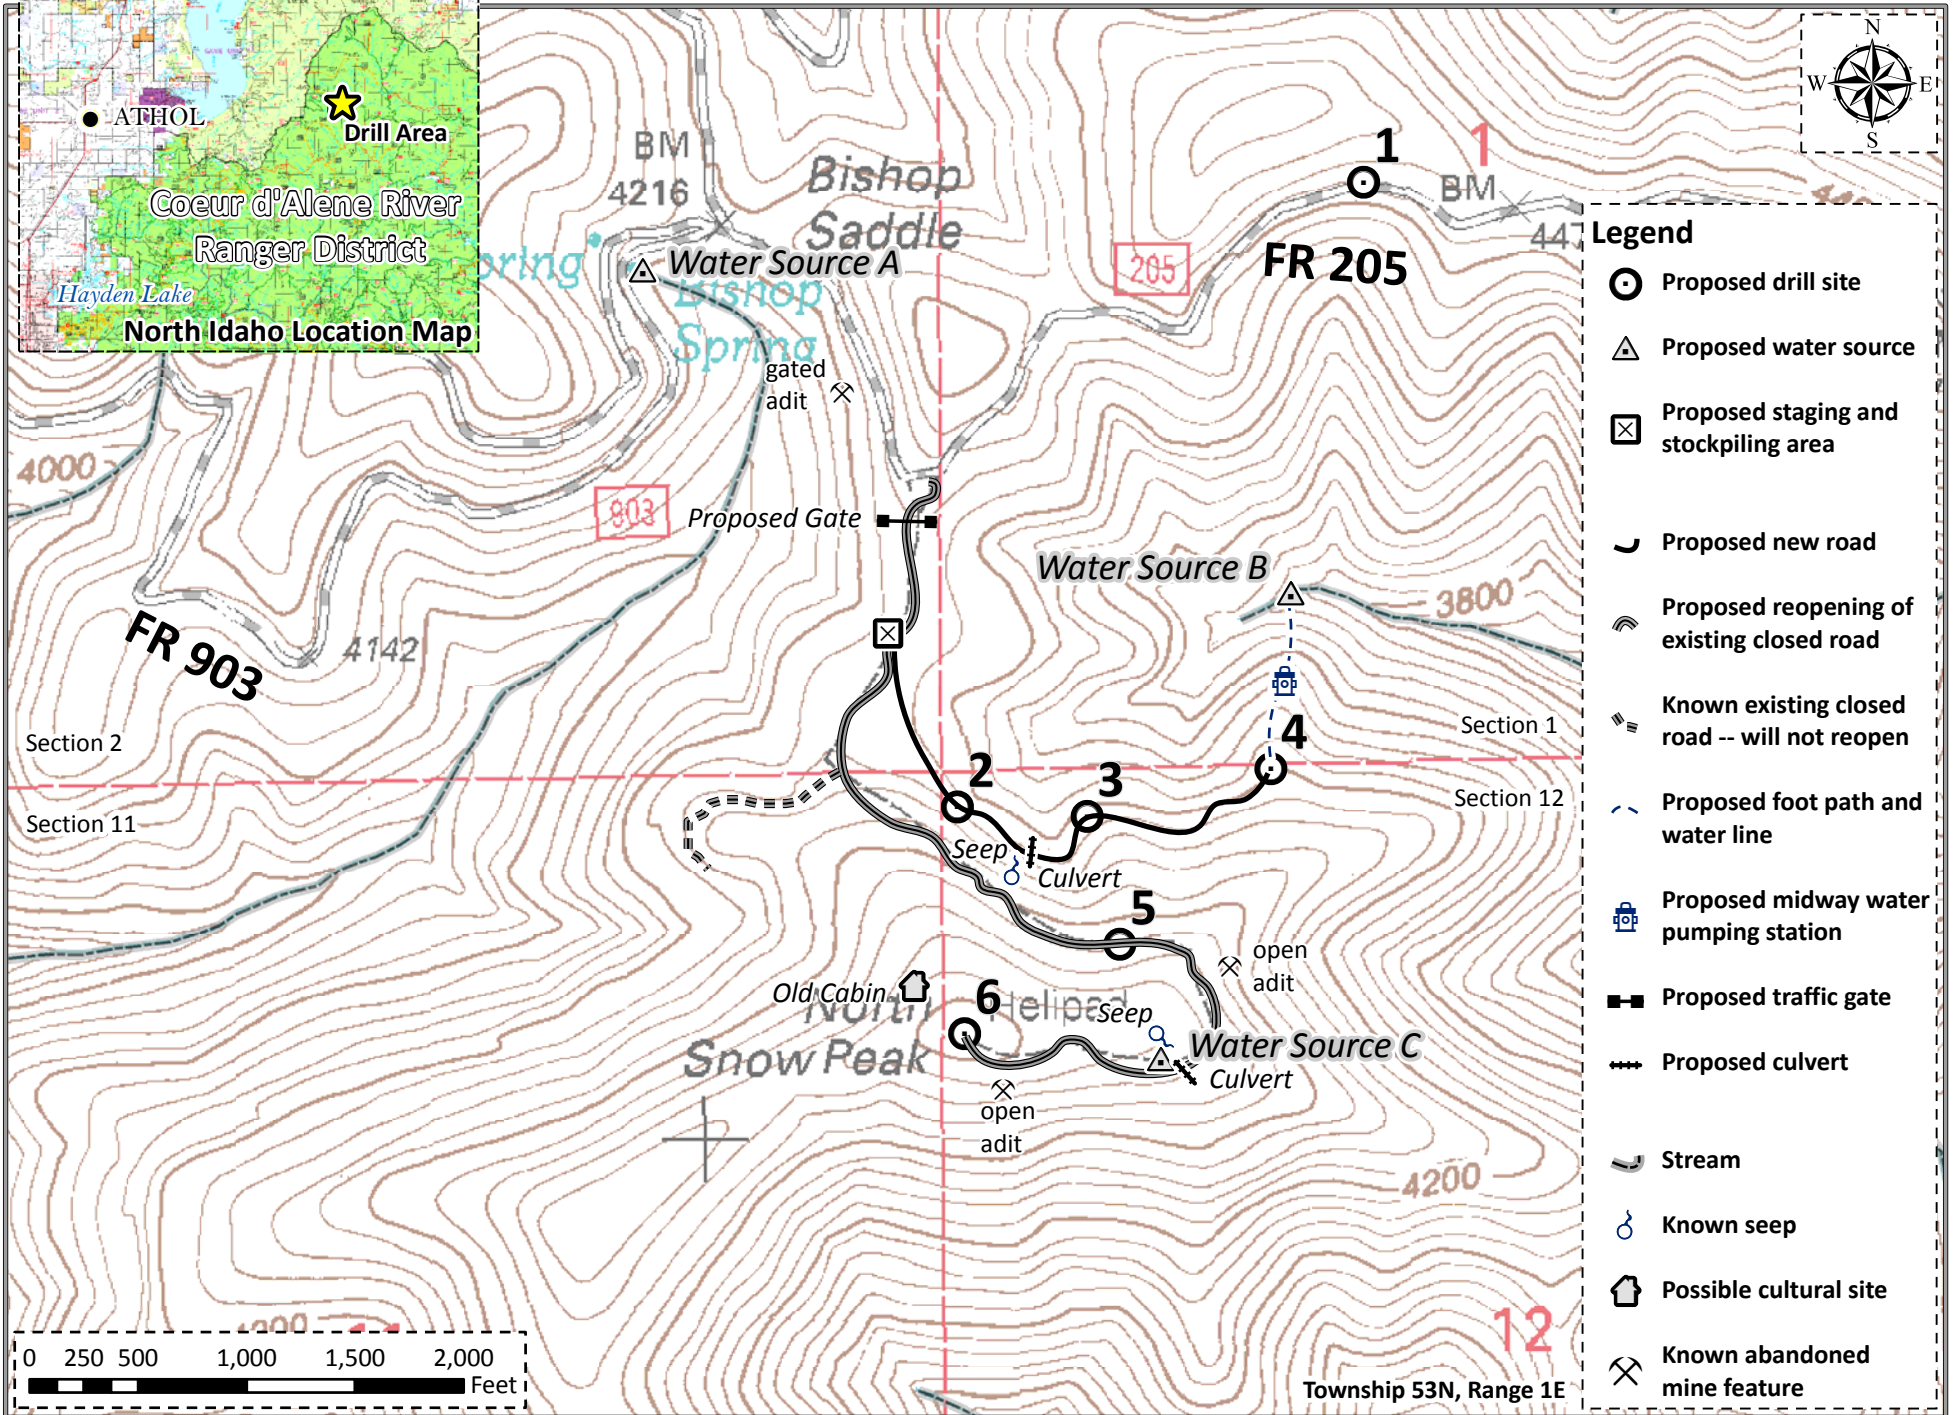 ATHOL
Drill Area
Coeur d'Alene River
Ranger District
Hayden Lake
North Idaho Location Map
N
W
E
S
BM
4216
Bishop
Saddle
Water Source A
Bishop
Spring
gated
adit
205
FR 205
1
1
BM
4000
903
Proposed Gate
FR 903
4142
Water Source B
3800
Section 2
Section 11
Section 1
Section 12
2
3
4
Seep
Culvert
5
open
adit
Old Cabin
North
Snow Peak
6
Helipad
Seep
Water Source C
Culvert
open
adit
4200
12
Township 53N, Range 1E
0 250 500 1,000 1,500 2,000
Feet
Legend
Proposed drill site
Proposed water source
Proposed staging and
stockpiling area
Proposed new road
Proposed reopening of
existing closed road
Known existing closed
road -- will not reopen
Proposed foot path and
water line
Proposed midway water
pumping station
Proposed traffic gate
Proposed culvert
Stream
Known seep
Possible cultural site
Known abandoned
mine feature